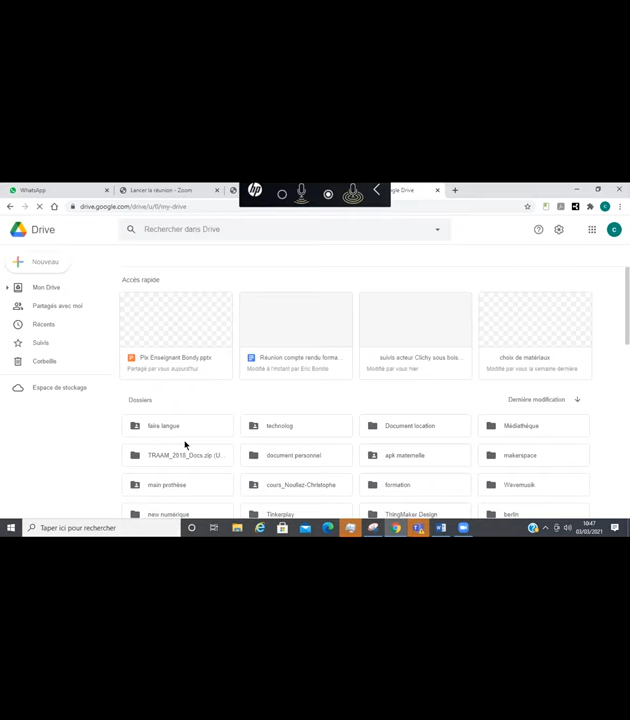 WhatsApp
Lancer la réunion - Zoom
hp
gle Drive
drive.google.com/drive/u/0/my-drive
Drive
Rechercher dans Drive
C
Nouveau
Mon Drive
Partagés avec moi
Récents
Suivis
Corbeille
Espace de stockage
Accès rapide
Pix Enseignant Bondy.pptx
Partagé par vous aujourd'hui
Réunion compte rendu forma...
Modifié à l'instant par Eric Bondie
suivis acteur Clichy sous bois...
Modifié par vous hier
choix de matériaux
Modifié par vous la semaine dernière
Dossiers
Dernière modification
faire langue
technolog
Document location
Médiathèque
TRAAM_2018_Docs.zip (U...
document personnel
apk maternelle
makerspace
main prothèse
cours_Noullez-Christophe
formation
Wavemusik
new numérique
Tinkerplay
ThingMaker Design
berlin
Taper ici pour rechercher
10:47
03/03/2021